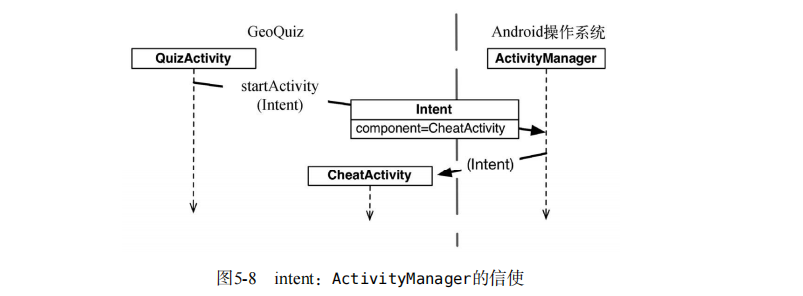 GeoQuiz
Android操作系统
QuizActivity
ActivityManager
startActivity
(Intent)
Intent
component=CheatActivity
(Intent)
CheatActivity
图5-8 intent：ActivityManager的信使